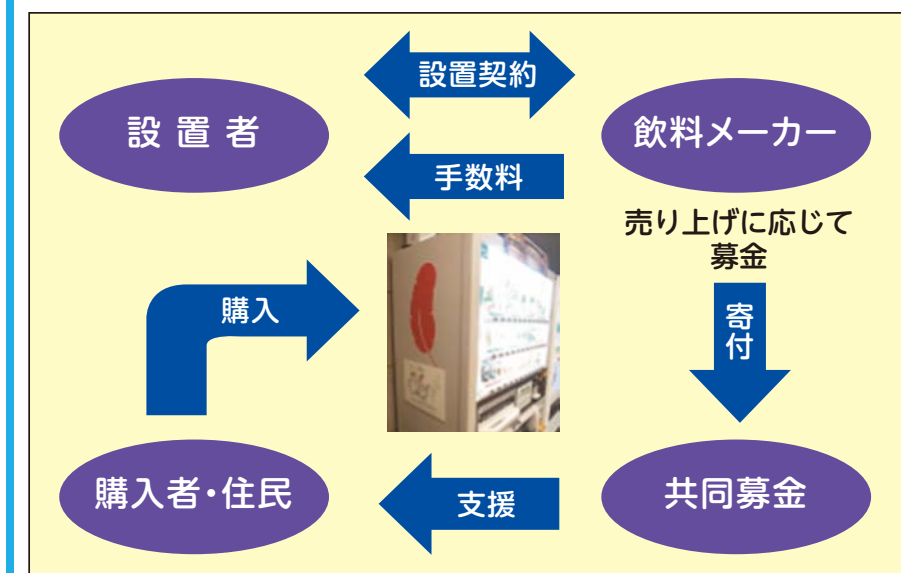 設置契約
設置者
飲料メーカー
手数料
売り上げに応じて
募金
購入
寄付
購入者・住民
支援
共同募金